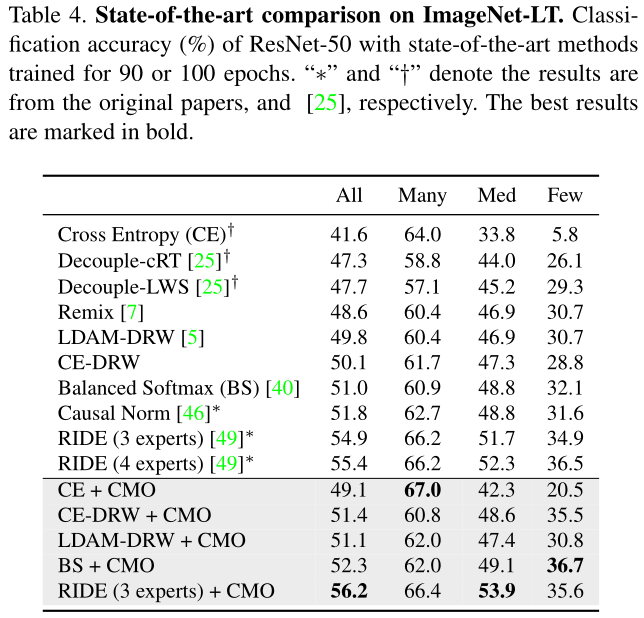 Table 4. State-of-the-art comparison on ImageNet-LT. Classi-
fication accuracy (%) of ResNet-50 with state-of-the-art methods
trained for 90 or 100 epochs. “∗” and “†” denote the results are
from the original papers, and [25], respectively. The best results
are marked in bold.
All Many Med Few
Cross Entropy (CE)† 41.6 64.0 33.8 5.8
Decouple-cRT [25]† 47.3 58.8 44.0 26.1
Decouple-LWS [25]† 47.7 57.1 45.2 29.3
Remix [7] 48.6 60.4 46.9 30.7
LDAM-DRW [5] 49.8 60.4 46.9 30.7
CE-DRW 50.1 61.7 47.3 28.8
Balanced Softmax (BS) [40] 51.0 60.9 48.8 32.1
Causal Norm [46]∗ 51.8 62.7 48.8 31.6
RIDE (3 experts) [49]∗ 54.9 66.2 51.7 34.9
RIDE (4 experts) [49]∗ 55.4 66.2 52.3 36.5
CE + CMO 49.1 67.0 42.3 20.5
CE-DRW + CMO 51.4 60.8 48.6 35.5
LDAM-DRW + CMO 51.1 62.0 47.4 30.8
BS + CMO 52.3 62.0 49.1 36.7
RIDE (3 experts) + CMO 56.2 66.4 53.9 35.6